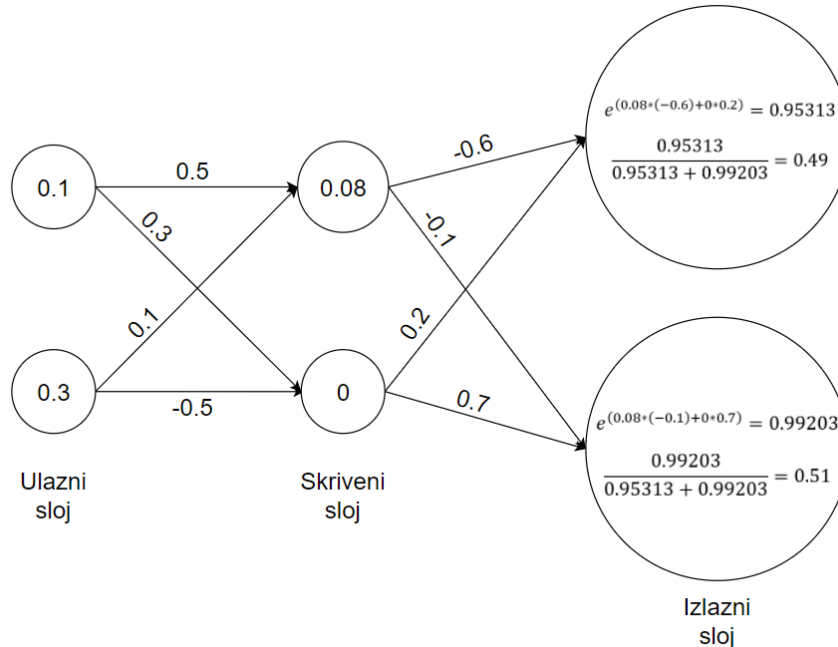 0.1
0.5
0.3
0.1
0.3
-0.5
Ulazni
sloj
0.08
0
Skriveni
sloj
-0.6
-0.1
0.2
0.7
e^(0.08*(−0.6)+0*0.2) = 0.95313
0.95313 / 0.95313 + 0.99203 = 0.49
e^(0.08*(−0.1)+0*0.7) = 0.99203
0.99203 / 0.95313 + 0.99203 = 0.51
Izlazni
sloj